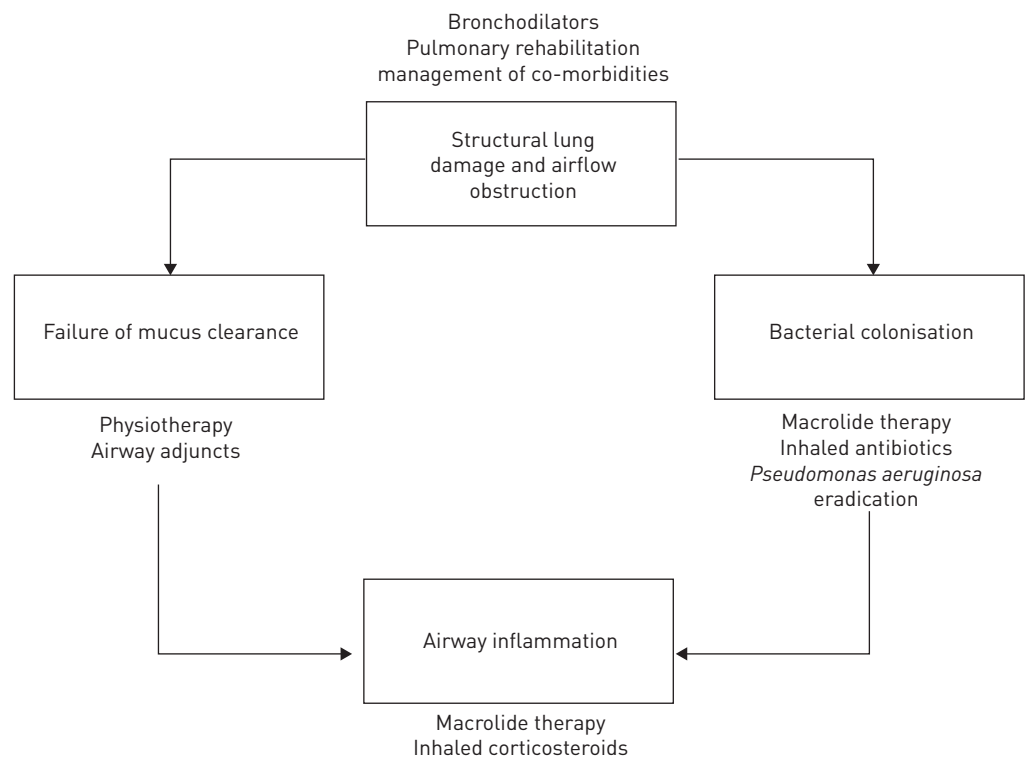 Bronchodilators
Pulmonary rehabilitation
management of co-morbidities
Structural lung
damage and airflow
obstruction
Failure of mucus clearance
Bacterial colonisation
Physiotherapy
Airway adjuncts
Macrolide therapy
Inhaled antibiotics
Pseudomonas aeruginosa
eradication
Airway inflammation
Macrolide therapy
Inhaled corticosteroids